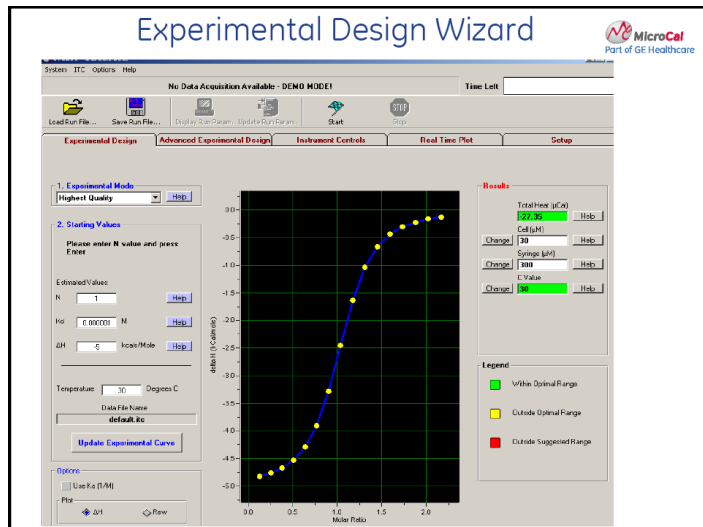 Experimental Design Wizard
MicroCal
Part of GE Healthcare
System ITC Options Help
No Data Acquisition Available - DEMO MODE!
Time Left
Load Run File...
Save Run File...
Display Run Param.
Update Run Param.
Start
Stop
Experimental Design
Advanced Experimental Design
Instrument Controls
Real Time Plot
Setup
1. Experimental Mode
Highest Quality
Help
2. Starting Values
Please enter N value and press
Enter
Estimated Values
N 1 Help
Kd 0.000001 M Help
ΔH -5 kcals/Mole Help
Temperature 30 Degrees C
Data File Name
default.itc
Update Experimental Curve
Options
Use Ka (1/M)
Plot
ΔH Raw
delta H (kCal/mole)
0.0
-0.5
-1.0
-1.5
-2.0
-2.5
-3.0
-3.5
-4.0
-4.5
-5.0
0.0 0.5 1.0 1.5 2.0
Molar Ratio
Results
Total Heat (µCal)
-27.35 Help
Cell (µM)
Change 30 Help
Syringe (µM)
Change 300 Help
C Value
Change 30 Help
Legend
Within Optimal Range
Outside Optimal Range
Outside Suggested Range